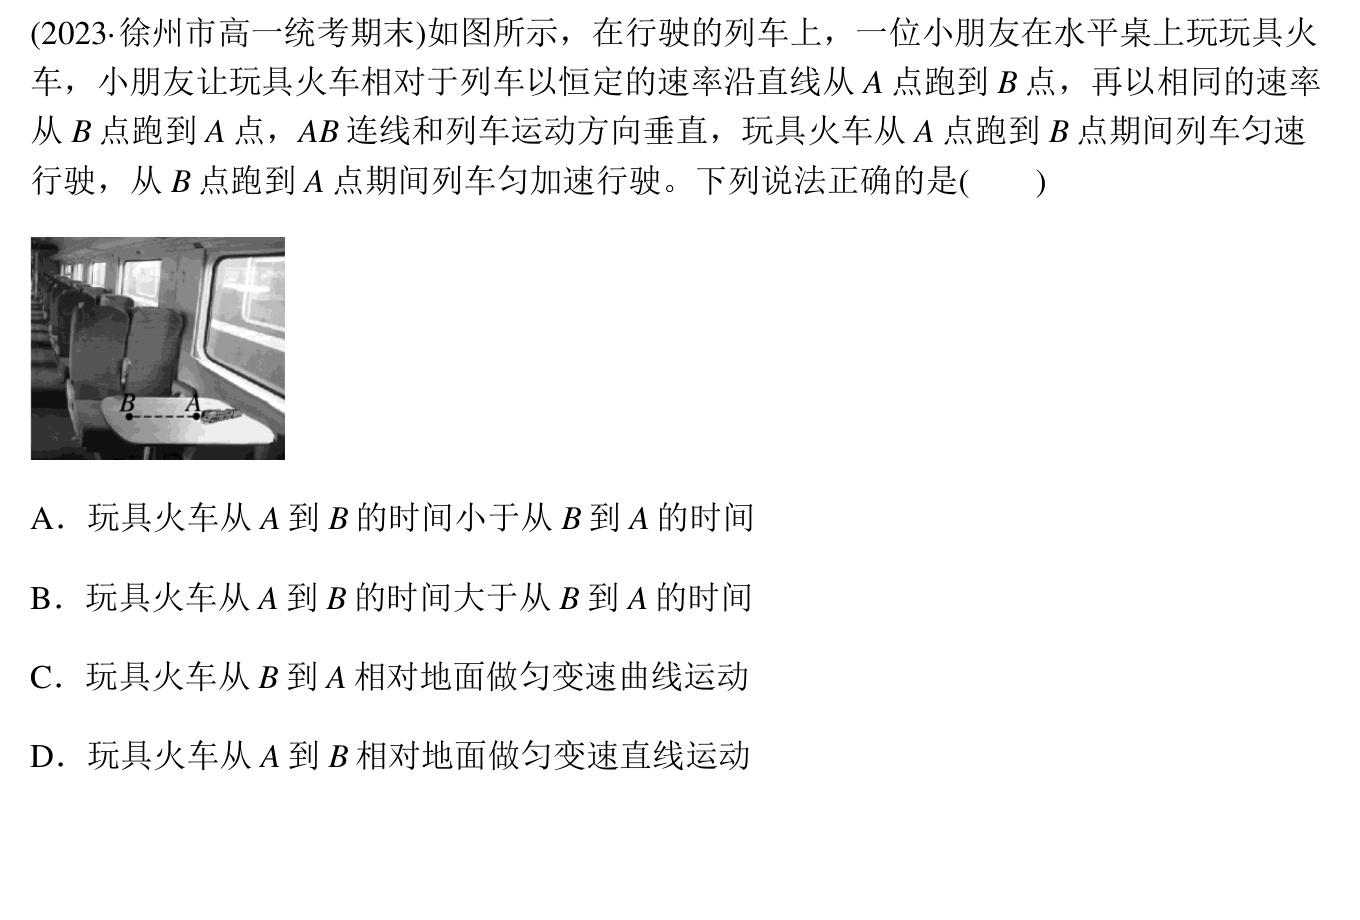 (2023·徐州市高一统考期末)如图所示，在行驶的列车上，一位小朋友在水平桌上玩玩具火
车，小朋友让玩具火车相对于列车以恒定的速率沿直线从 A 点跑到 B 点，再以相同的速率
从 B 点跑到 A 点，AB 连线和列车运动方向垂直，玩具火车从 A 点跑到 B 点期间列车匀速
行驶，从 B 点跑到 A 点期间列车匀加速行驶。下列说法正确的是(　　)
B A
A．玩具火车从 A 到 B 的时间小于从 B 到 A 的时间
B．玩具火车从 A 到 B 的时间大于从 B 到 A 的时间
C．玩具火车从 B 到 A 相对地面做匀变速曲线运动
D．玩具火车从 A 到 B 相对地面做匀变速直线运动